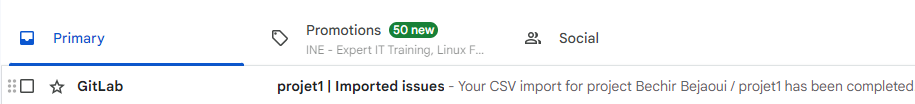 Primary
Promotions 50 new
INE - Expert IT Training, Linux F...
Social
GitLab
projet1 | Imported issues - Your CSV import for project Bechir Bejaoui / projet1 has been completed